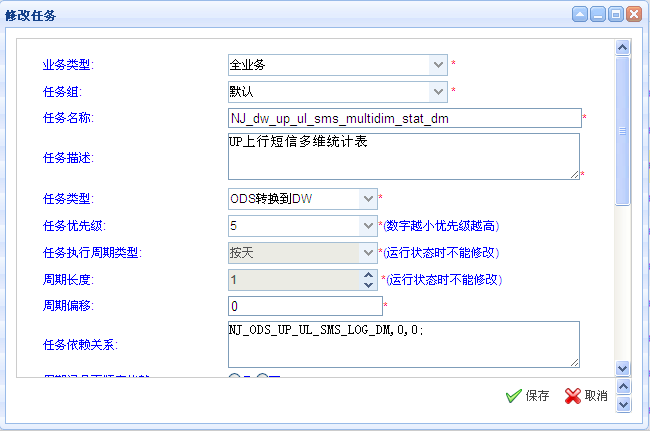 修改任务
业务类型: 全业务 *
任务组: 默认 *
任务名称: NJ_dw_up_ul_sms_multidim_stat_dm *
任务描述: UP上行短信多维统计表 *
任务类型: ODS转换到DW *
任务优先级: 5 *(数字越小优先级越高)
任务执行周期类型: 按天 *(运行状态时不能修改)
周期长度: 1 *(运行状态时不能修改)
周期偏移: 0 *
任务依赖关系: NJ_ODS_UP_UL_SMS_LOG_DM,0,0;
保存 取消